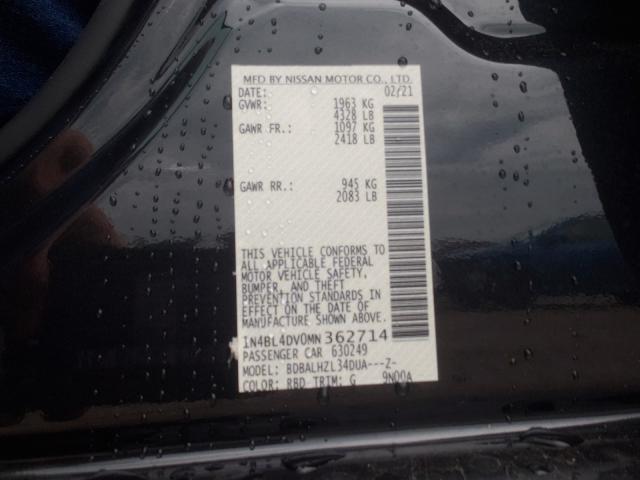 MFD BY NISSAN MOTOR CO., LTD.
DATE: 02/21
GVWR: 1963 KG
4328 LB
GAWR FR.: 1097 KG
2418 LB
GAWR RR.: 945 KG
2083 LB
THIS VEHICLE CONFORMS TO
ALL APPLICABLE FEDERAL
MOTOR VEHICLE SAFETY,
BUMPER, AND THEFT
PREVENTION STANDARDS IN
EFFECT ON THE DATE OF
MANUFACTURE SHOWN ABOVE.
1N4BL4DV0MN362714
PASSENGER CAR 630249
MODEL: BDBALHZL34DUA---Z-
COLOR: RBD TRIM: G 9N00A